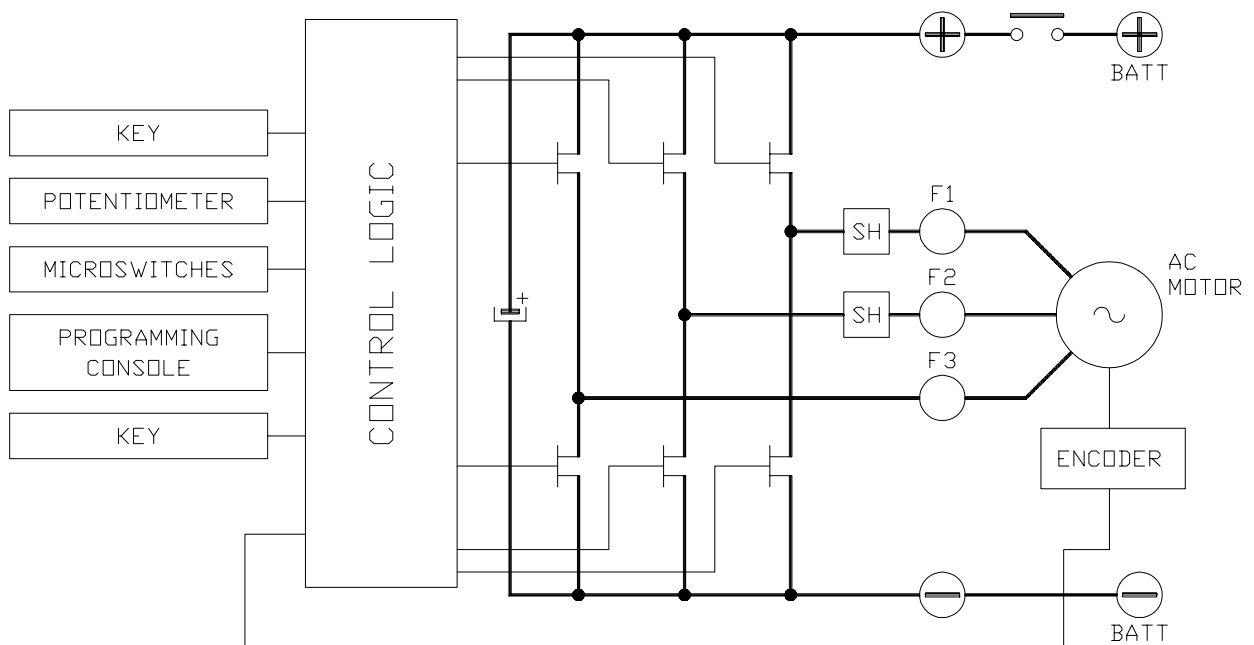 BATT
KEY
POTENTIOMETER
MICROSWITCHES
PROGRAMMING
CONSOLE
KEY
CONTROL LOGIC
+
SH
F1
SH
F2
F3
AC
MOTOR
ENCODER
BATT